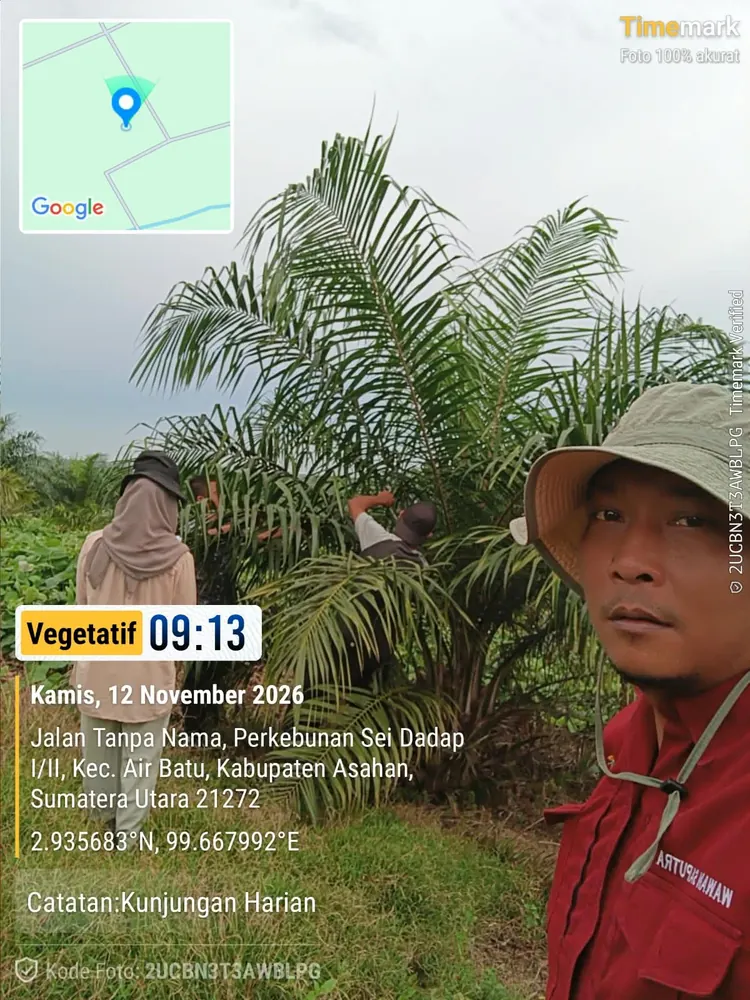 Timemark
Foto 100% akurat
Google
2UCBN3T3AWBLPG Timemark Verified
Vegetatif 09:13
Kamis, 12 November 2026
Jalan Tanpa Nama, Perkebunan Sei Dadap
I/II, Kec. Air Batu, Kabupaten Asahan,
Sumatera Utara 21272
2.935683°N, 99.667992°E
WAWAN SAPUTRA
Catatan:Kunjungan Harian
Kode Foto: 2UCBN3T3AWBLPG